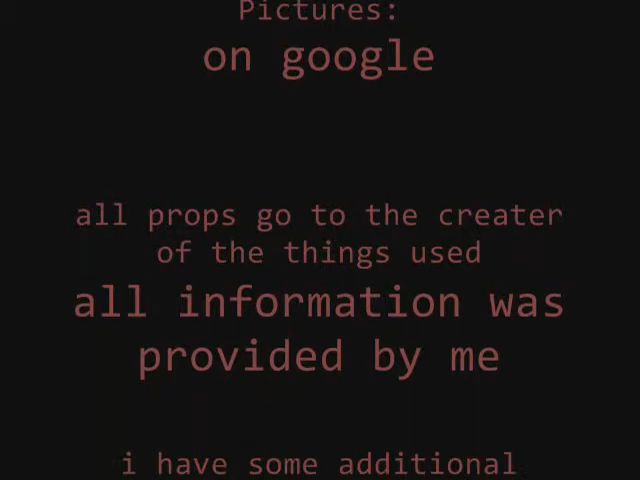 Pictures:
on google
all props go to the creater
of the things used
all information was
provided by me
i have some additional